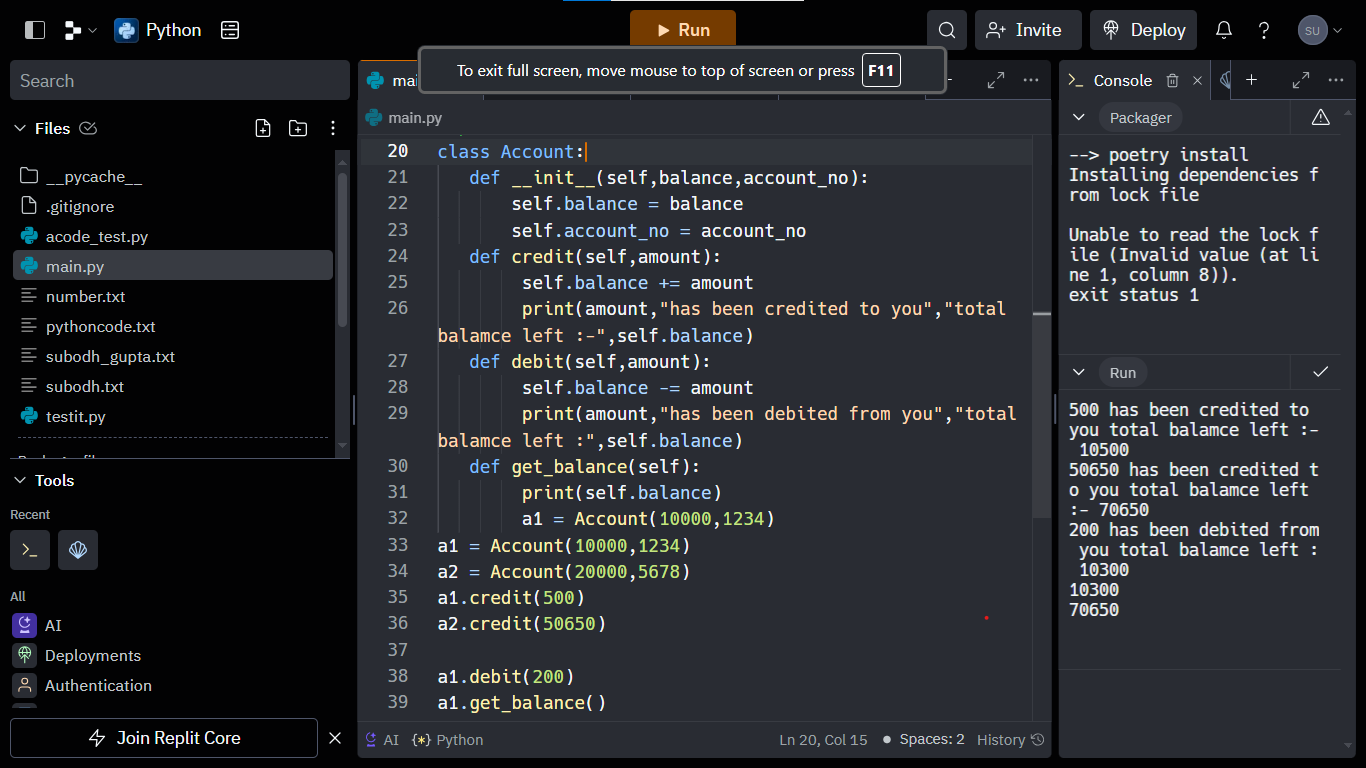 Python
Run
Invite
Deploy
SU
To exit full screen, move mouse to top of screen or press F11
Search
Files
__pycache__
.gitignore
acode_test.py
main.py
number.txt
pythoncode.txt
subodh_gupta.txt
subodh.txt
testit.py
Tools
Recent
All
AI
Deployments
Authentication
Join Replit Core
main.py
20 class Account:
21 def __init__(self,balance,account_no):
22 self.balance = balance
23 self.account_no = account_no
24 def credit(self,amount):
25 self.balance += amount
26 print(amount,"has been credited to you","total
balamce left :-",self.balance)
27 def debit(self,amount):
28 self.balance -= amount
29 print(amount,"has been debited from you","total
balamce left :",self.balance)
30 def get_balance(self):
31 print(self.balance)
32 a1 = Account(10000,1234)
33 a1 = Account(10000,1234)
34 a2 = Account(20000,5678)
35 a1.credit(500)
36 a2.credit(50650)
37
38 a1.debit(200)
39 a1.get_balance()
AI {*} Python
Ln 20, Col 15 Spaces: 2 History
Console
Packager
--> poetry install
Installing dependencies f
rom lock file
Unable to read the lock f
ile (Invalid value (at li
ne 1, column 8)).
exit status 1
Run
500 has been credited to
you total balamce left :-
10500
50650 has been credited t
o you total balamce left
:- 70650
200 has been debited from
you total balamce left :
10300
10300
70650